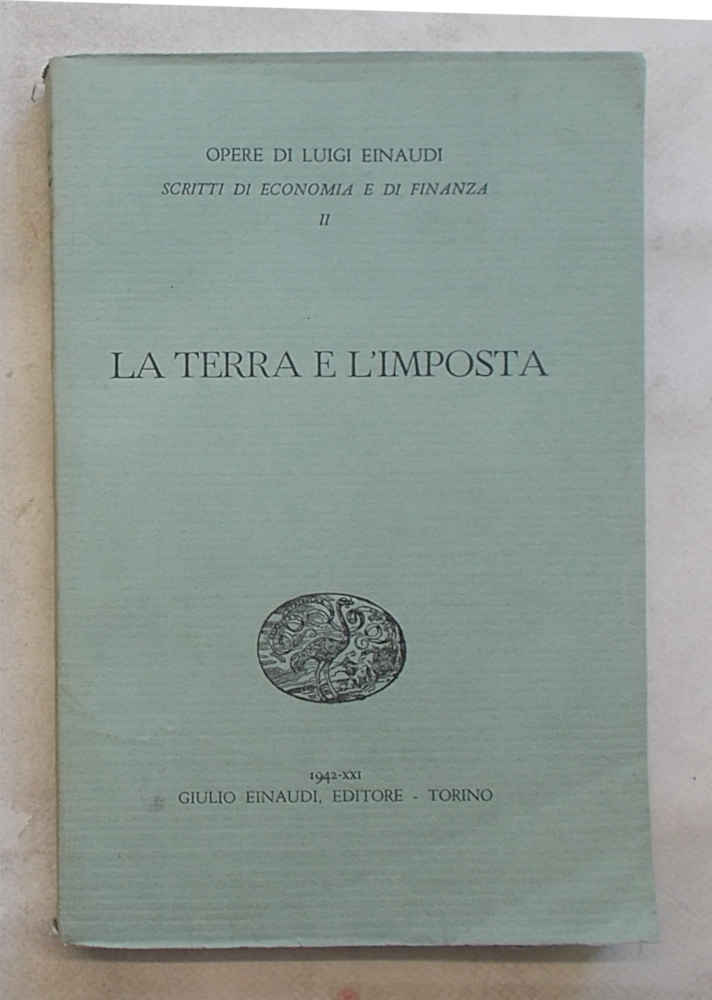 OPERE DI LUIGI EINAUDI
SCRITTI DI ECONOMIA E DI FINANZA
II
LA TERRA E L'IMPOSTA
1942-XXI
GIULIO EINAUDI, EDITORE - TORINO